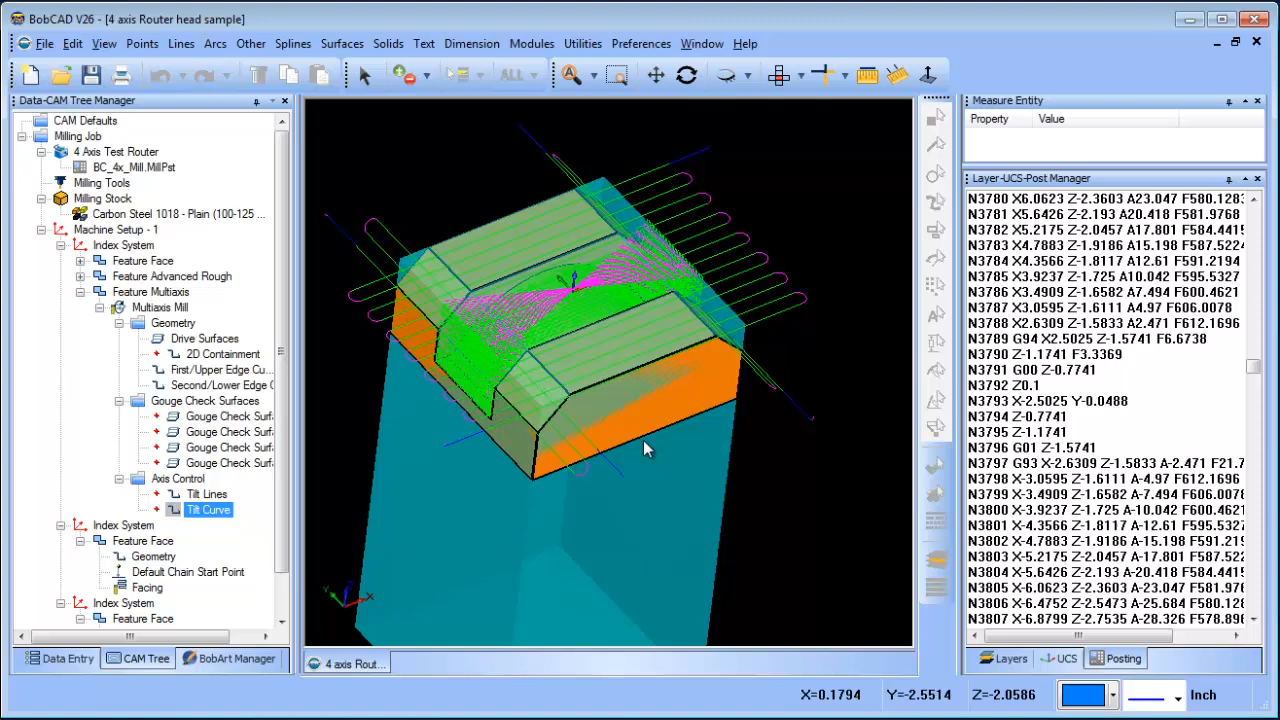 BobCAD V26 - [4 axis Router head sample]
File Edit View Points Lines Arcs Other Splines Surfaces Solids Text Dimension Modules Utilities Preferences Window Help
ALL
Data-CAM Tree Manager
CAM Defaults
Milling Job
4 Axis Test Router
BC_4x_Mill.MillPst
Milling Tools
Milling Stock
Carbon Steel 1018 - Plain (100-125 ...
Machine Setup - 1
Index System
Feature Face
Feature Advanced Rough
Feature Multiaxis
Multiaxis Mill
Geometry
Drive Surfaces
2D Containment
First/Upper Edge Cu
Second/Lower Edge
Gouge Check Surfaces
Gouge Check Surf
Gouge Check Surf
Gouge Check Surf
Gouge Check Surf
Axis Control
Tilt Lines
Tilt Curve
Index System
Feature Face
Geometry
Default Chain Start Point
Facing
Index System
Feature Face
Data Entry CAM Tree BobArt Manager
X
Y
4 axis Rout...
Measure Entity
Property Value
Layer-UCS-Post Manager
N3780 X6.0623 Z-2.3603 A23.047 F580.1283
N3781 X5.6426 Z-2.193 A20.418 F581.9768
N3782 X5.2175 Z-2.0457 A17.801 F584.4415
N3783 X4.7883 Z-1.9186 A15.198 F587.5224
N3784 X4.3566 Z-1.8117 A12.61 F591.2194
N3785 X3.9237 Z-1.725 A10.042 F595.5327
N3786 X3.4909 Z-1.6582 A7.494 F600.4621
N3787 X3.0595 Z-1.6111 A4.97 F606.0078
N3788 X2.6309 Z-1.5833 A2.471 F612.1696
N3789 G94 X2.5025 Z-1.5741 F6.6738
N3790 Z-1.1741 F3.3369
N3791 G00 Z-0.7741
N3792 Z0.1
N3793 X-2.5025 Y-0.0488
N3794 Z-0.7741
N3795 Z-1.1741
N3796 G01 Z-1.5741
N3797 G93 X-2.6309 Z-1.5833 A-2.471 F21.7
N3798 X-3.0595 Z-1.6111 A-4.97 F612.1696
N3799 X-3.4909 Z-1.6582 A-7.494 F606.0078
N3800 X-3.9237 Z-1.725 A-10.042 F600.4621
N3801 X-4.3566 Z-1.8117 A-12.61 F595.5327
N3802 X-4.7883 Z-1.9186 A-15.198 F591.219
N3803 X-5.2175 Z-2.0457 A-17.801 F587.522
N3804 X-5.6426 Z-2.193 A-20.418 F584.4415
N3805 X-6.0623 Z-2.3603 A-23.047 F581.976
N3806 X-6.4752 Z-2.5473 A-25.684 F580.128
N3807 X-6.8799 Z-2.7535 A-28.326 F578.896
Layers UCS Posting
X=0.1794 Y=-2.5514 Z=-2.0586 Inch